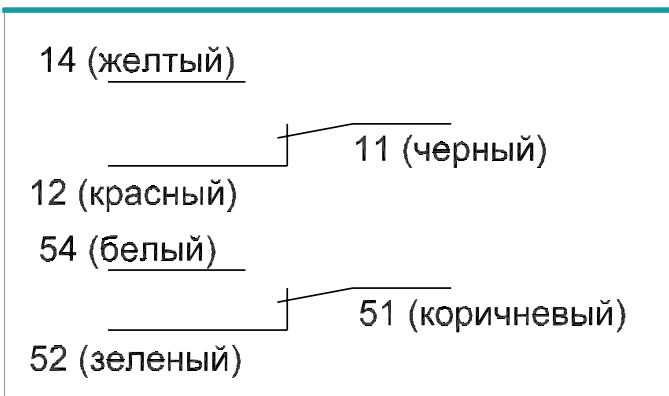 14 (желтый)
11 (черный)
12 (красный)
54 (белый)
51 (коричневый)
52 (зеленый)